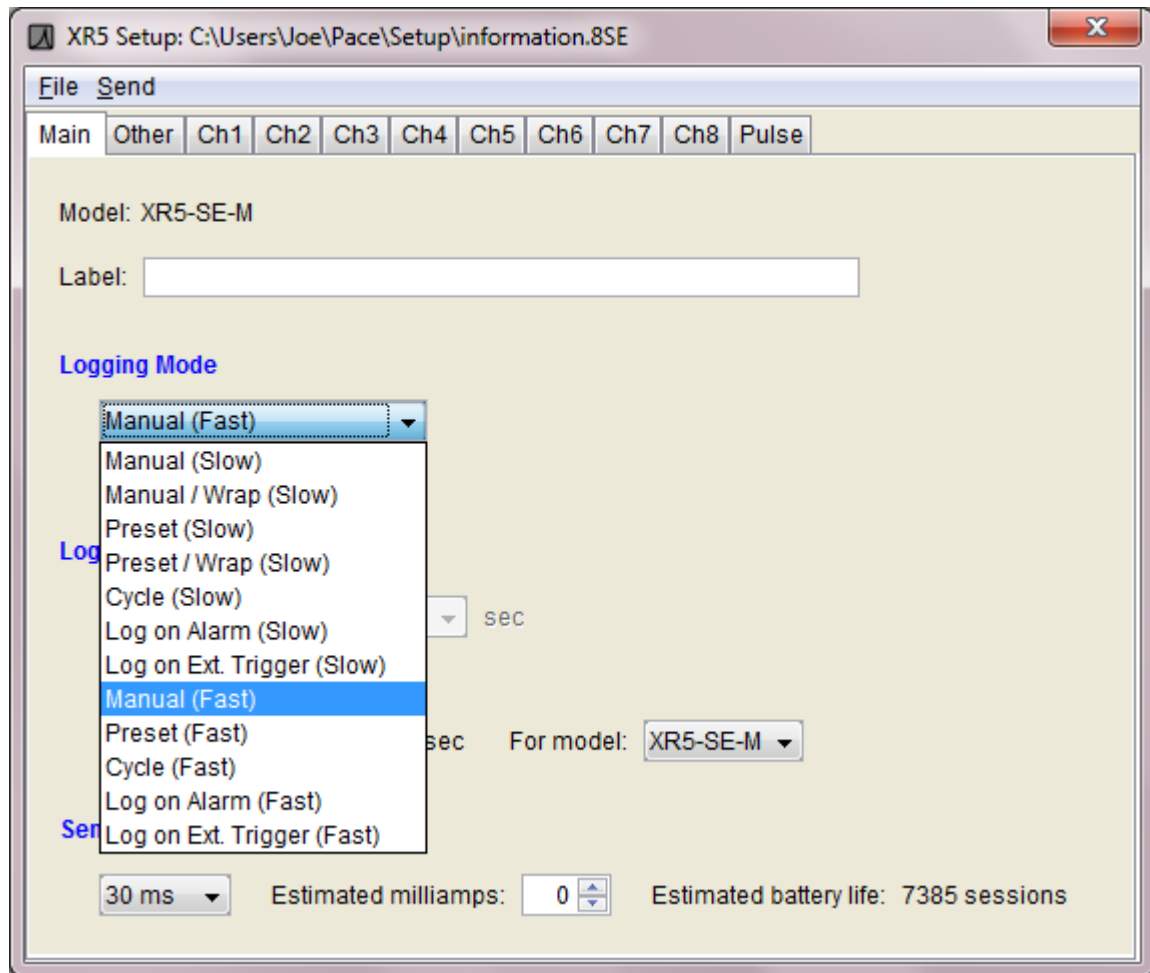 XR5 Setup: C:\Users\Joe\Pace\Setup\information.8SE
File Send
Main Other Ch1 Ch2 Ch3 Ch4 Ch5 Ch6 Ch7 Ch8 Pulse
Model: XR5-SE-M
Label:
Logging Mode
Manual (Fast)
Manual (Slow)
Manual / Wrap (Slow)
Preset (Slow)
Log
Preset / Wrap (Slow)
Cycle (Slow)
sec
Log on Alarm (Slow)
Log on Ext. Trigger (Slow)
Manual (Fast)
Preset (Fast)
sec For model: XR5-SE-M
Cycle (Fast)
Log on Alarm (Fast)
Log on Ext. Trigger (Fast)
30 ms Estimated milliamps: 0 Estimated battery life: 7385 sessions